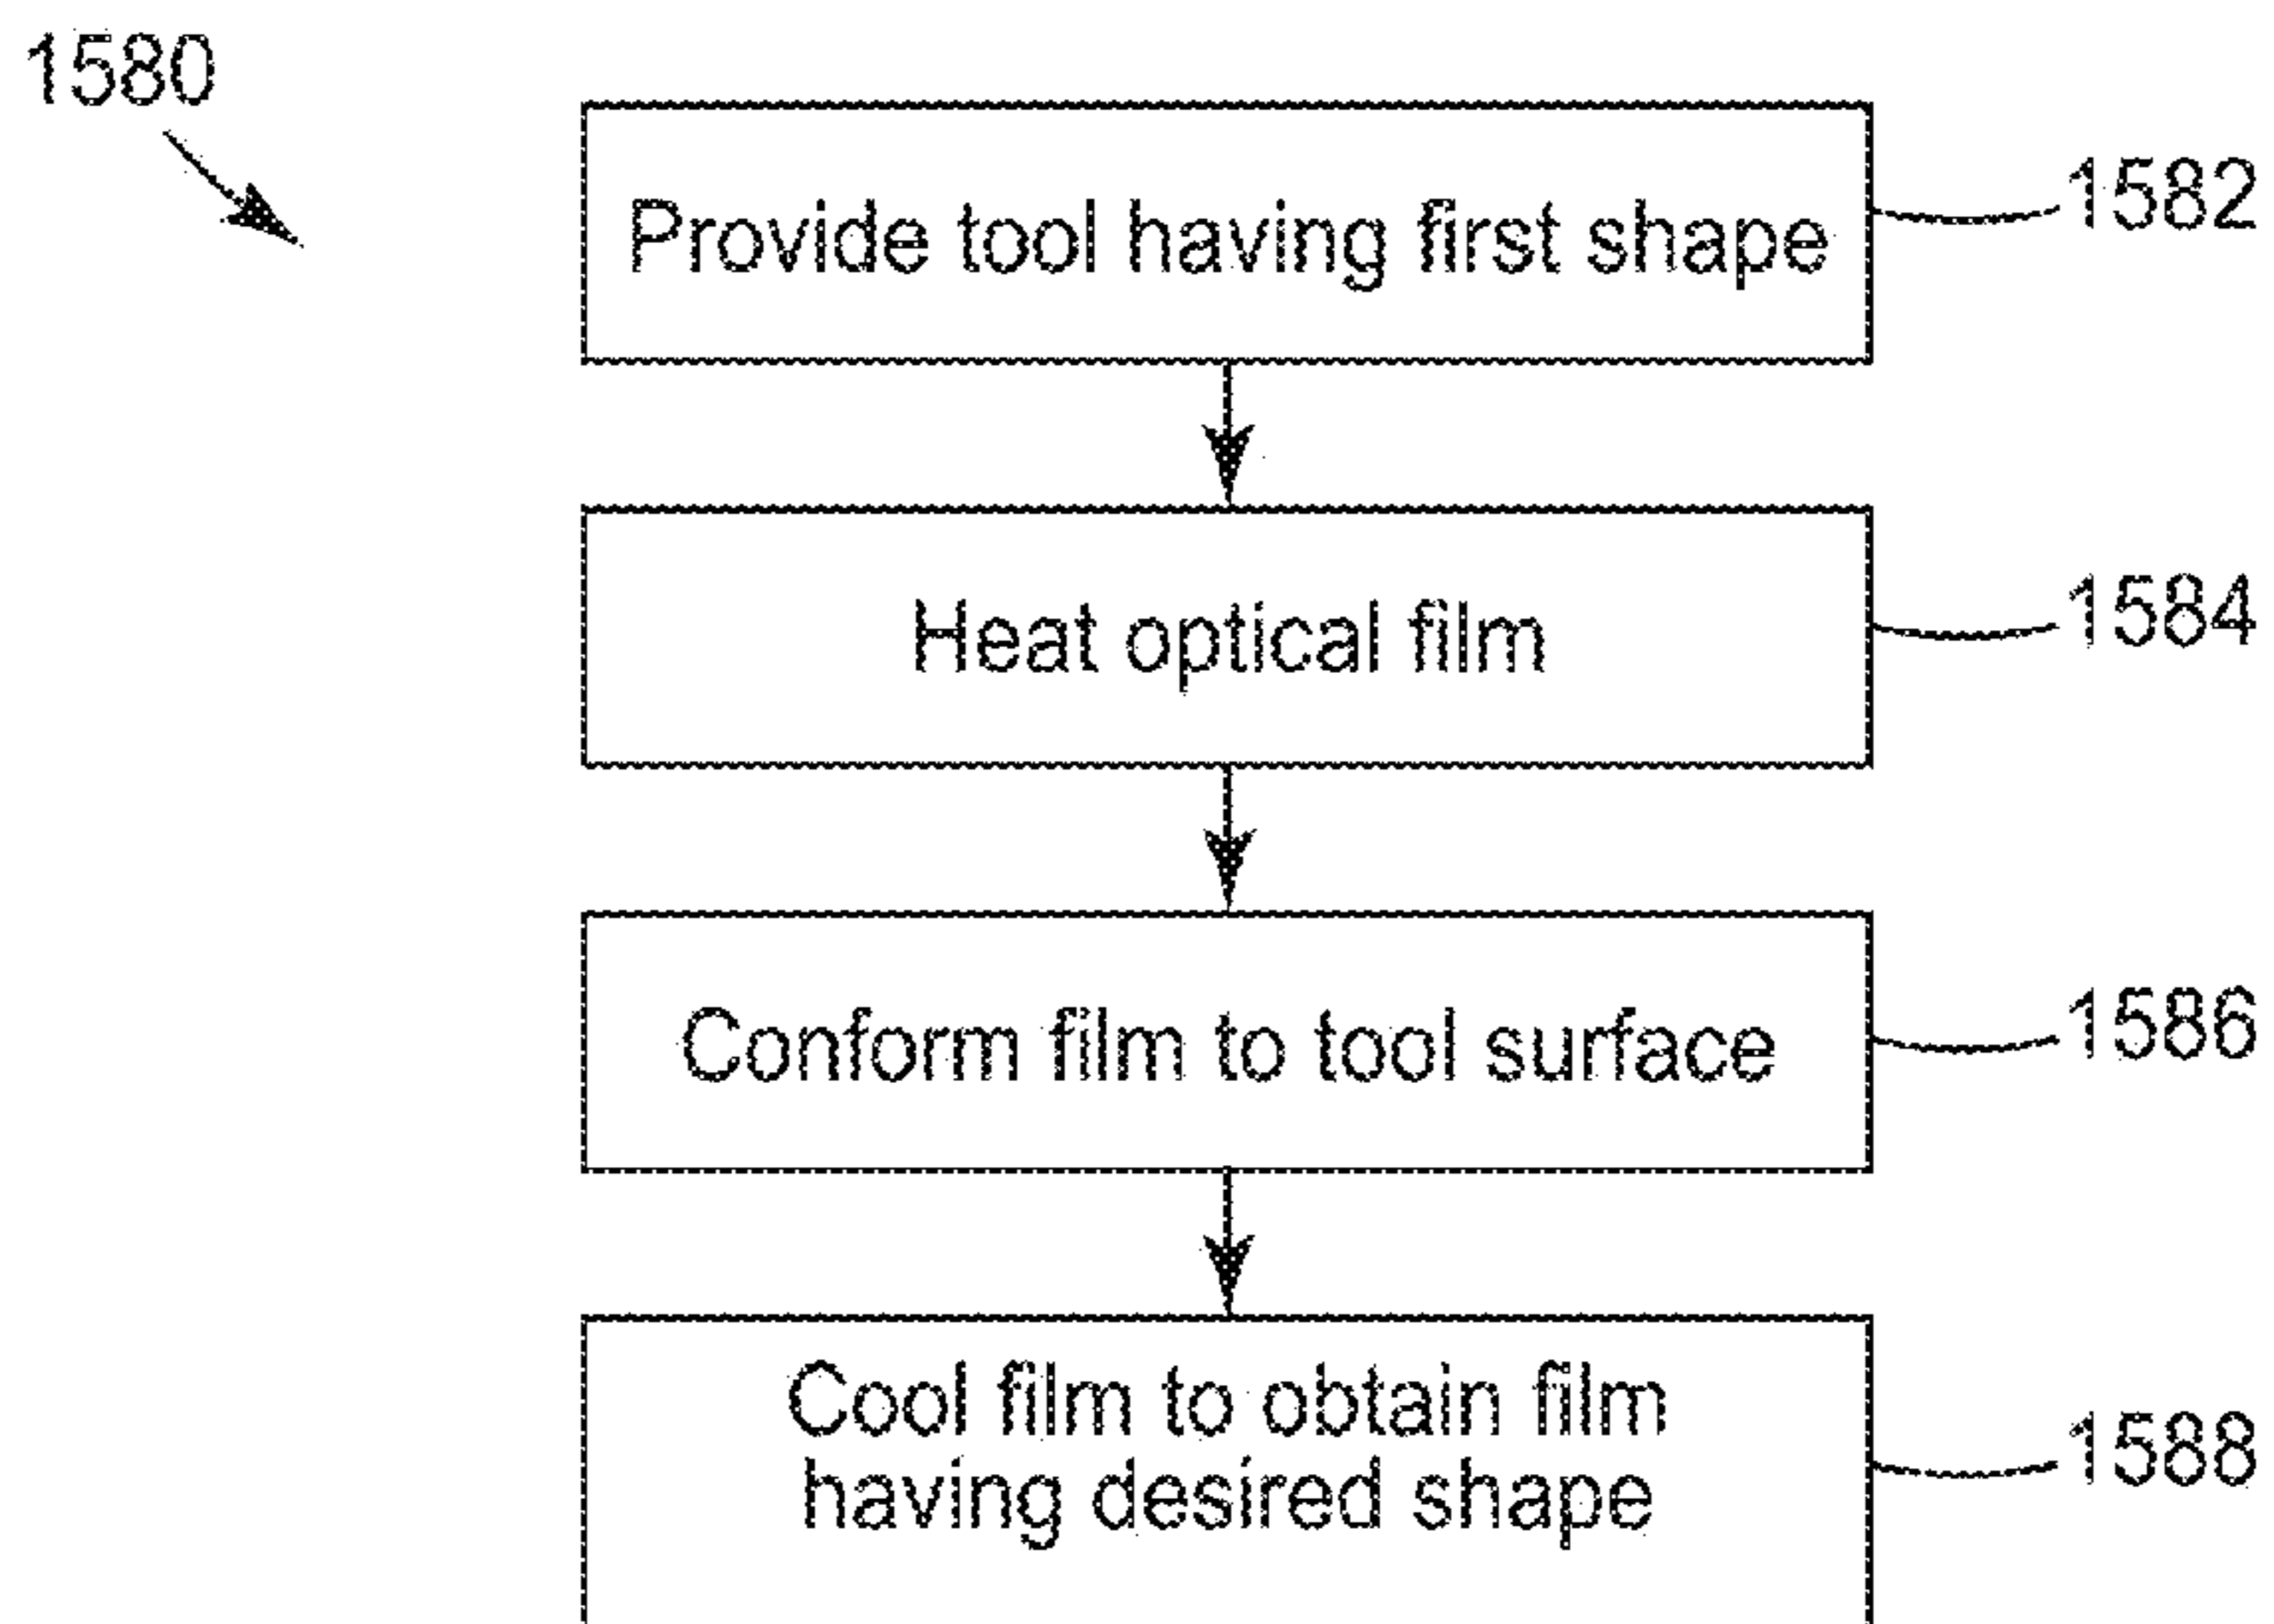 1580
Provide tool having first shape
1582
Heat optical film
1584
Conform film to tool surface
1586
Cool film to obtain film
having desired shape
1588